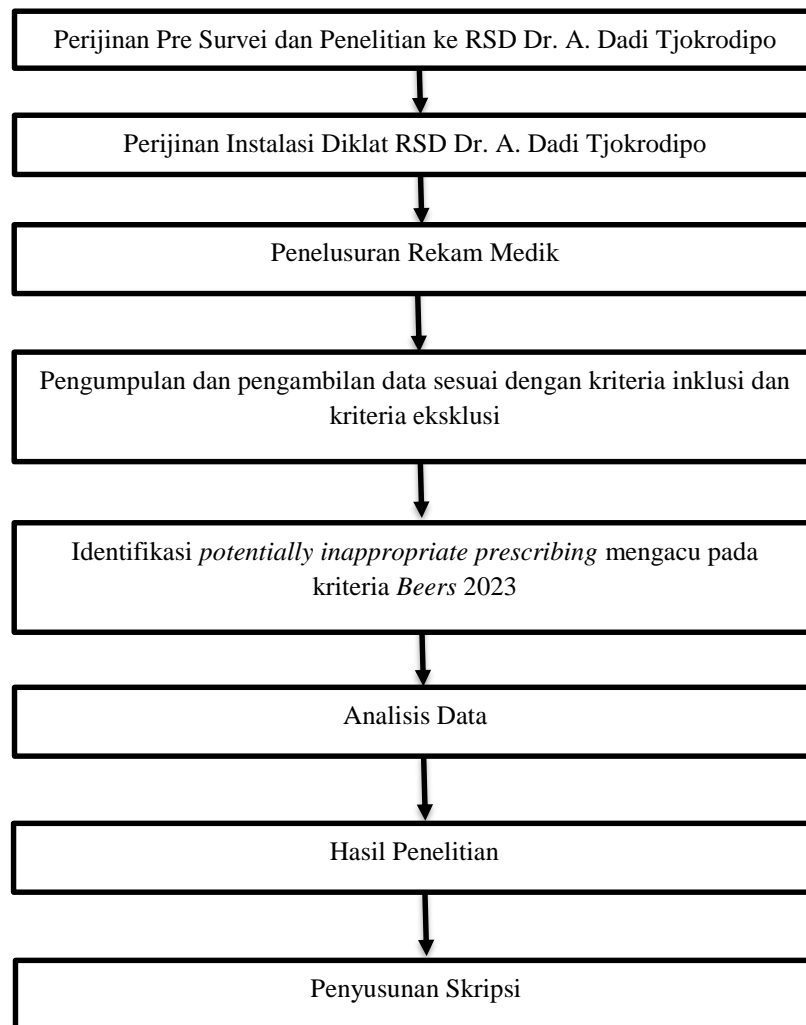 Perijinan Pre Survei dan Penelitian ke RSD Dr. A. Dadi Tjokrodipo
Perijinan Instalasi Diklat RSD Dr. A. Dadi Tjokrodipo
Penelusuran Rekam Medik
Pengumpulan dan pengambilan data sesuai dengan kriteria inklusi dan
kriteria eksklusi
Identifikasi potentially inappropriate prescribing mengacu pada
kriteria Beers 2023
Analisis Data
Hasil Penelitian
Penyusunan Skripsi